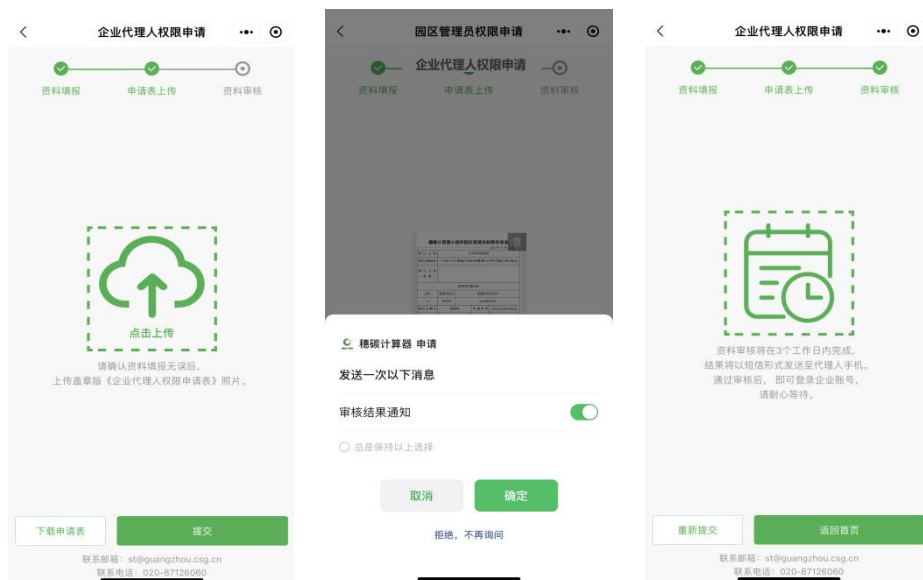 企业代理人权限申请
资料填报
申请表上传
资料审核
点击上传
请确认资料填报无误后，
上传盖章版《企业代理人权限申请表》照片。
下载申请表
提交
联系邮箱：st@guangzhou.csg.cn
联系电话：020-87126060
园区管理员权限申请
企业代理人权限申请
资料填报
申请表上传
资料审核
穗碳计算器 申请
发送一次以下消息
审核结果通知
总是保持以上选择
取消
确定
拒绝，不再询问
企业代理人权限申请
资料填报
申请表上传
资料审核
资料审核将在3个工作日内完成，
结果将以短信形式发送至代理人手机。
通过审核后， 即可登录企业账号，
请耐心等待。
重新提交
返回首页
联系邮箱：st@guangzhou.csg.cn
联系电话：020-87126060